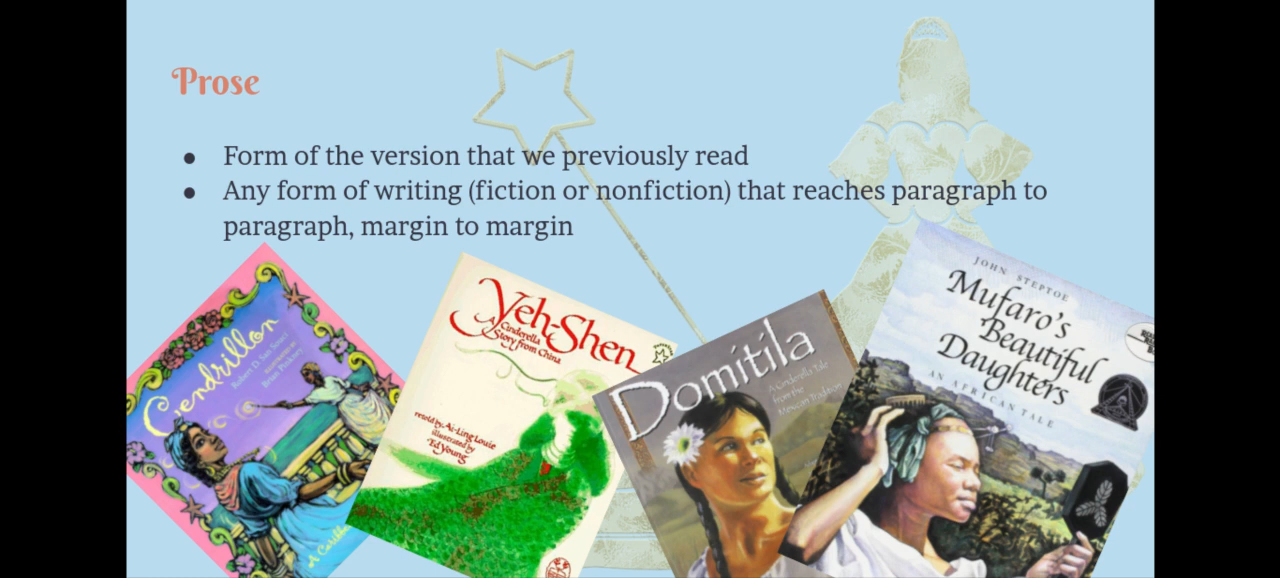 Prose
● Form of the version that we previously read
● Any form of writing (fiction or nonfiction) that reaches paragraph to
paragraph, margin to margin
Cendrillon
Robert D. San Souci
Brian Pinkney
Yeh-Shen
A Cinderella
Story from China
retold by Ai-Ling Louie
illustrated by
Ed Young
Domitila
A Cinderella Tale
from the
Mexican Tradition
JOHN STEPTOE
Mufaro's
Beautiful
Daughters
AN AFRICAN TALE